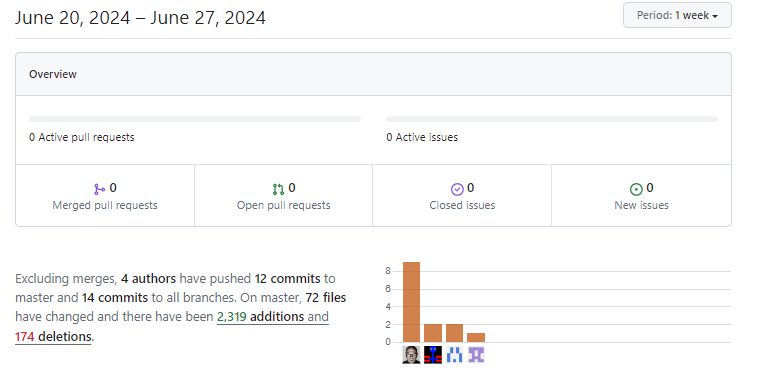 June 20, 2024 – June 27, 2024
Period: 1 week
Overview
0 Active pull requests
0 Active issues
0
Merged pull requests
0
Open pull requests
0
Closed issues
0
New issues
Excluding merges, 4 authors have pushed 12 commits to
master and 14 commits to all branches. On master, 72 files
have changed and there have been 2,319 additions and
174 deletions.
8
6
4
2
0